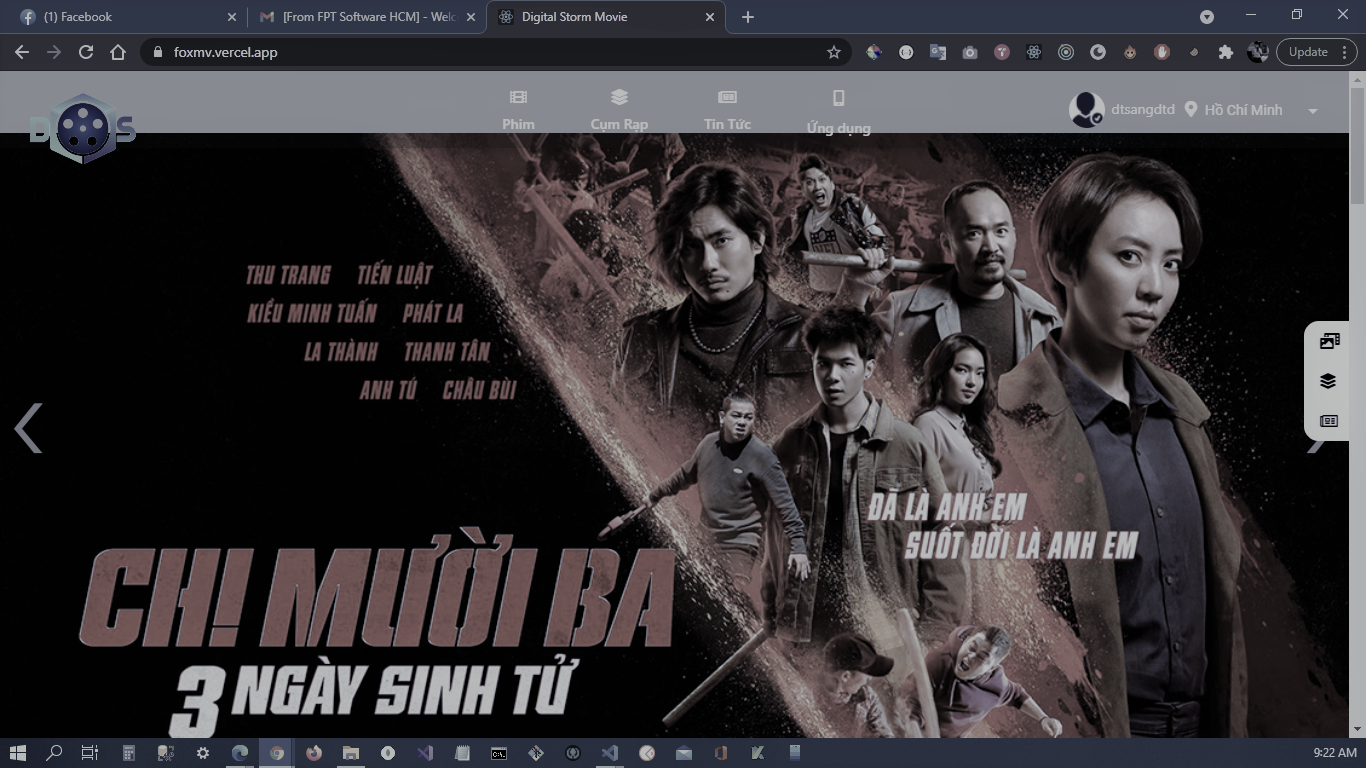 (1) Facebook
[From FPT Software HCM] - Welc
Digital Storm Movie
foxmv.vercel.app
Update
D S
Phim
Cụm Rạp
Tin Tức
Ứng dụng
dtsangdtd
Hồ Chí Minh
THU TRANG TIẾN LUẬT
KIỀU MINH TUẤN PHÁT LA
LA THÀNH THANH TÂN
ANH TÚ CHÂU BÙI
ĐÃ LÀ ANH EM
SUỐT ĐỜI LÀ ANH EM
CHỊ MƯỜI BA
3 NGÀY SINH TỬ
9:22 AM